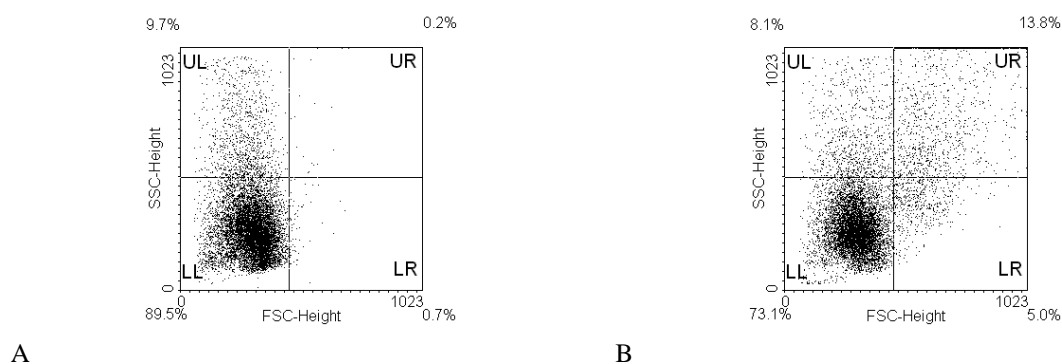 9.7% 0.2% 8.1% 13.8%
UL UR UL UR
1023 1023
SSC-Height SSC-Height
LL LR LL LR
0 0
0 1023 0 1023
89.5% FSC-Height 0.7% 73.1% FSC-Height 5.0%
A B